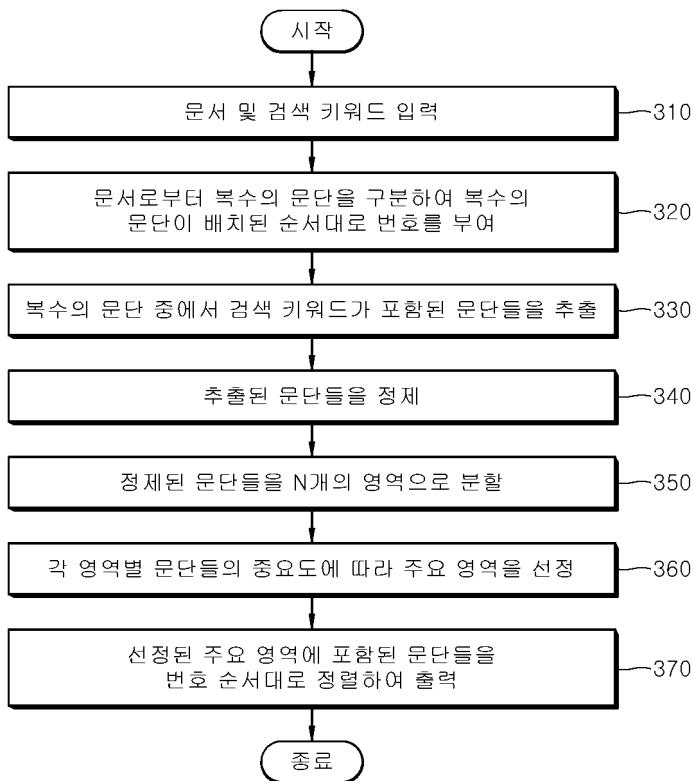 시작
문서 및 검색 키워드 입력
310
문서로부터 복수의 문단을 구분하여 복수의
문단이 배치된 순서대로 번호를 부여
320
복수의 문단 중에서 검색 키워드가 포함된 문단들을 추출
330
추출된 문단들을 정제
340
정제된 문단들을 N개의 영역으로 분할
350
각 영역별 문단들의 중요도에 따라 주요 영역을 선정
360
선정된 주요 영역에 포함된 문단들을
번호 순서대로 정렬하여 출력
370
종료